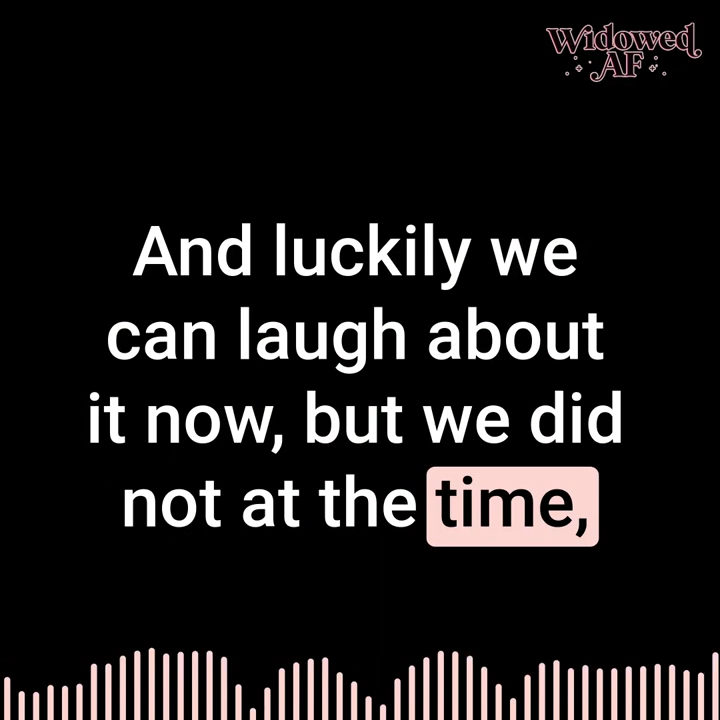 Widowed
AF
And luckily we
can laugh about
it now, but we did
not at the time,